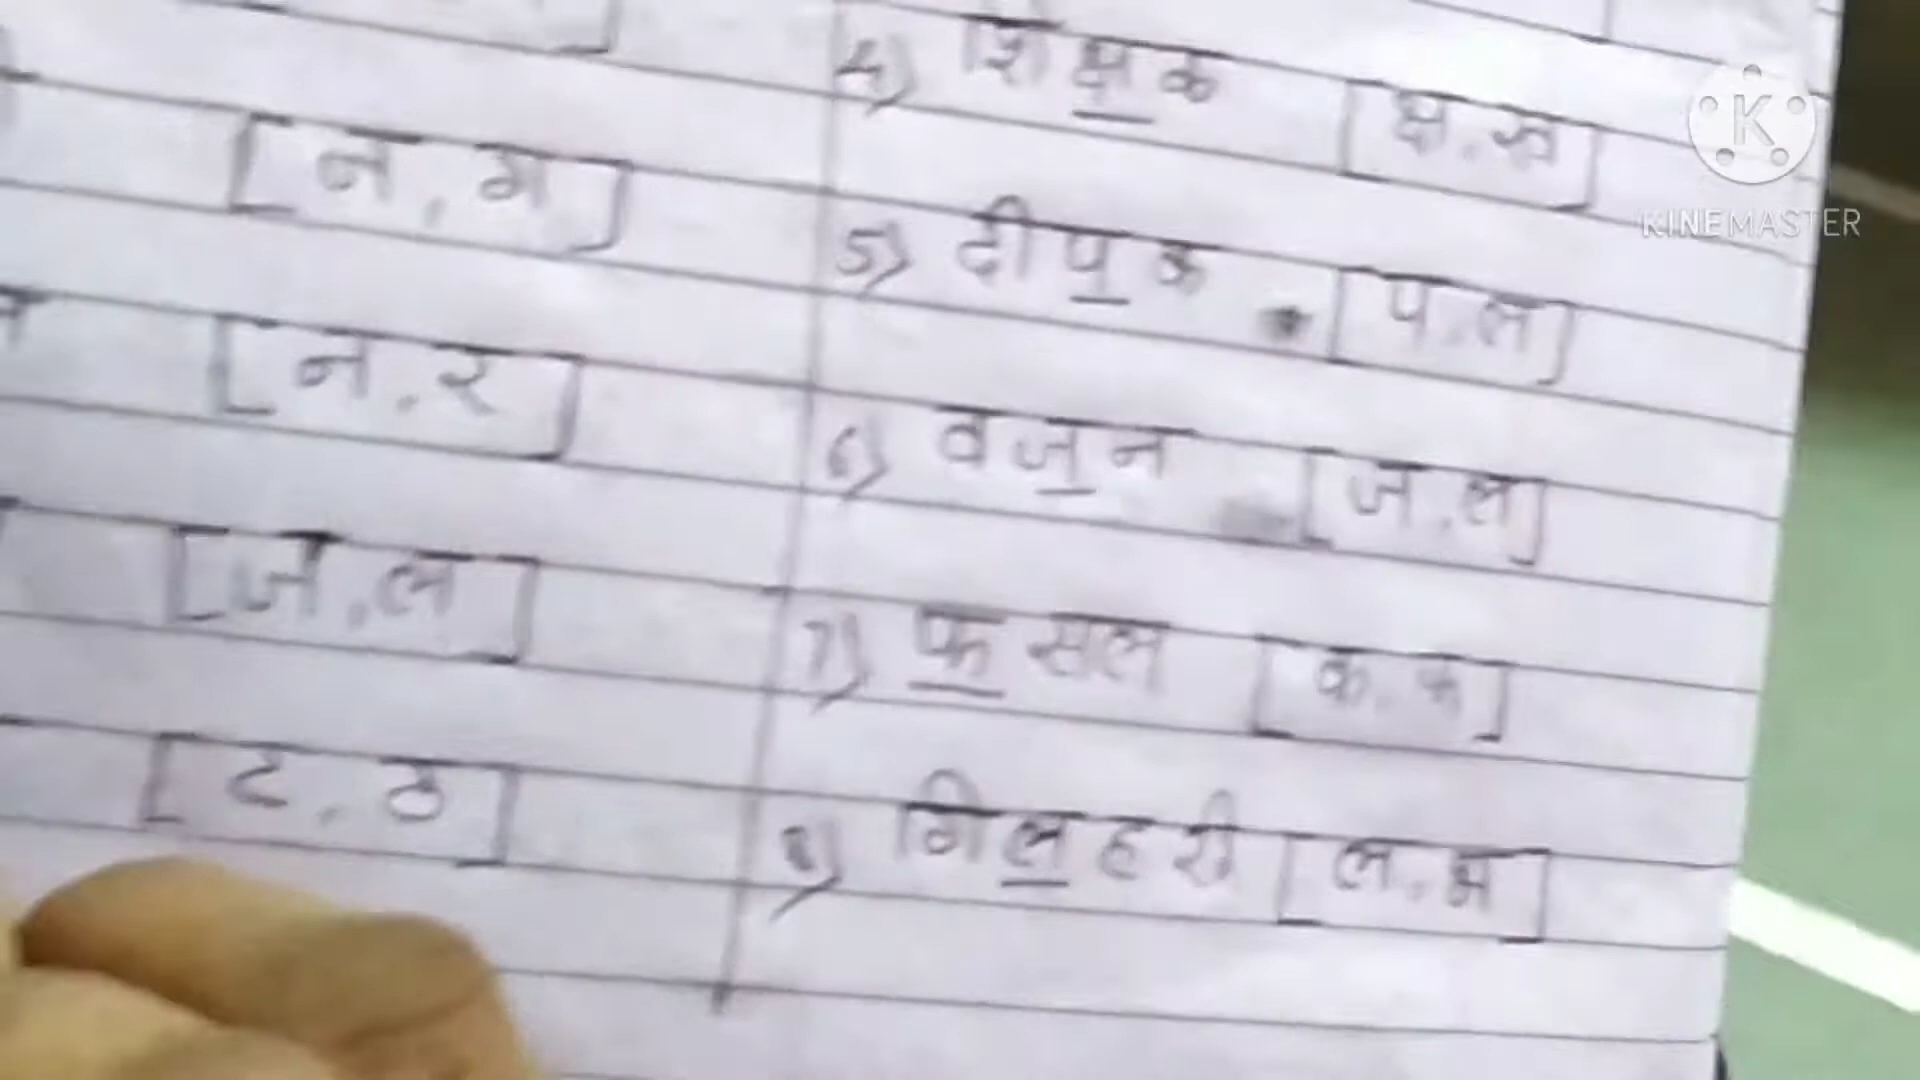 4) शिक्षक [क्ष, रू]
[न, ग]
5) दीपक [प, ल]
[न, र]
6) वजन [ज, ल]
[ज, ल]
7) फसल [क, फ]
[ट, ठ]
8) गिलहरी [ल, भ]
KINEMASTER